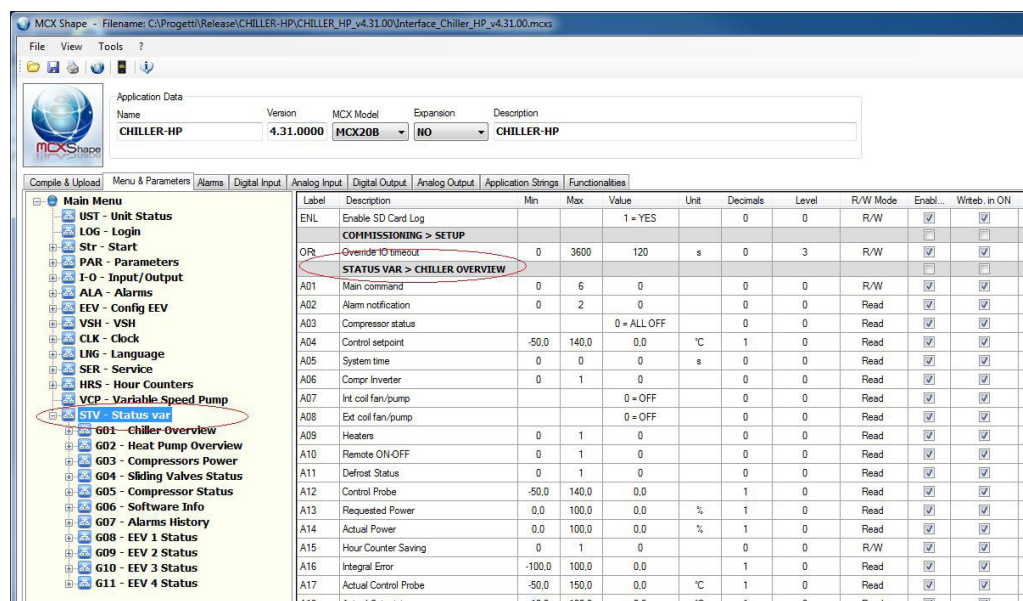 MCX Shape - Filename: C:\Progetti\Release\CHILLER-HP\CHILLER_HP_v4.31.00\Interface_Chiller_HP_v4.31.00.mcxs
File View Tools ?
Application Data
Name Version MCX Model Expansion Description
CHILLER-HP 4.31.0000 MCX20B NO CHILLER-HP
MCXShape
Compile & Upload Menu & Parameters Alarms Digital Input Analog Input Digital Output Analog Output Application Strings Functionalities
Main Menu
UST - Unit Status
LOG - Login
Str - Start
PAR - Parameters
I-O - Input/Output
ALA - Alarms
EEV - Config EEV
VSH - VSH
CLK - Clock
LNG - Language
SER - Service
HRS - Hour Counters
VCP - Variable Speed Pump
STV - Status var
G01 - Chiller Overview
G02 - Heat Pump Overview
G03 - Compressors Power
G04 - Sliding Valves Status
G05 - Compressor Status
G06 - Software Info
G07 - Alarms History
G08 - EEV 1 Status
G09 - EEV 2 Status
G10 - EEV 3 Status
G11 - EEV 4 Status
Label Description Min Max Value Unit Decimals Level R/W Mode Enabl... Writeb. in ON
ENL Enable SD Card Log 1 = YES 0 0 R/W
COMMISSIONING > SETUP
ORt Override IO timeout 0 3600 120 s 0 3 R/W
STATUS VAR > CHILLER OVERVIEW
A01 Main command 0 6 0 0 0 R/W
A02 Alarm notification 0 2 0 0 0 Read
A03 Compressor status 0 = ALL OFF 0 0 Read
A04 Control setpoint -50,0 140,0 0,0 °C 1 0 Read
A05 System time 0 0 0 s 0 0 Read
A06 Compr Inverter 0 1 0 0 0 Read
A07 Int coil fan/pump 0 = OFF 0 0 Read
A08 Ext coil fan/pump 0 = OFF 0 0 Read
A09 Heaters 0 1 0 0 0 Read
A10 Remote ON-OFF 0 1 0 0 0 Read
A11 Defrost Status 0 1 0 0 0 Read
A12 Control Probe -50,0 140,0 0,0 1 0 Read
A13 Requested Power 0,0 100,0 0,0 % 1 0 Read
A14 Actual Power 0,0 100,0 0,0 % 1 0 Read
A15 Hour Counter Saving 0 1 0 0 0 R/W
A16 Integral Error -100,0 100,0 0,0 1 0 Read
A17 Actual Control Probe -50,0 150,0 0,0 °C 1 0 Read